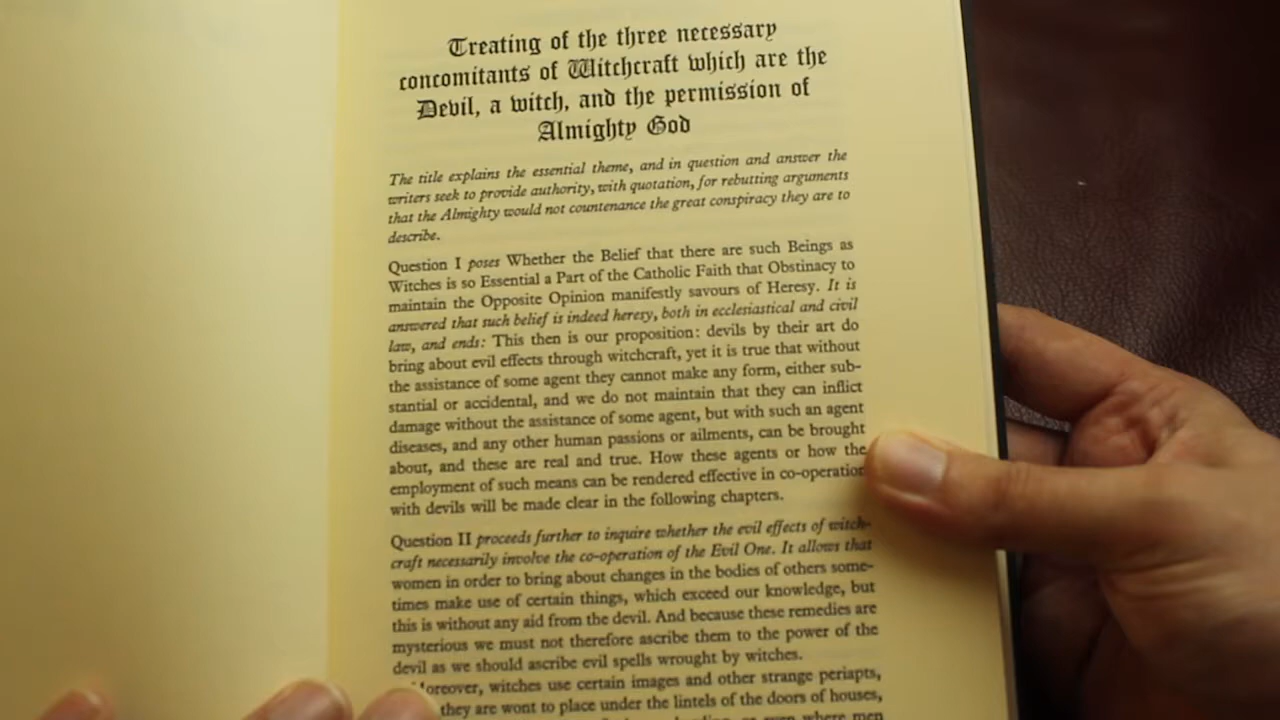 Treating of the three necessary
concomitants of Witchcraft which are the
Devil, a witch, and the permission of
Almighty God
The title explains the essential theme, and in question and answer the
writers seek to provide authority, with quotation, for rebutting arguments
that the Almighty would not countenance the great conspiracy they are to
describe.
Question I poses Whether the Belief that there are such Beings as
Witches is so Essential a Part of the Catholic Faith that Obstinacy to
maintain the Opposite Opinion manifestly savours of Heresy. It is
answered that such belief is indeed heresy, both in ecclesiastical and civil
law, and ends: This then is our proposition: devils by their art do
bring about evil effects through witchcraft, yet it is true that without
the assistance of some agent they cannot make any form, either sub-
stantial or accidental, and we do not maintain that they can inflict
damage without the assistance of some agent, but with such an agent
diseases, and any other human passions or ailments, can be brought
about, and these are real and true. How these agents or how the
employment of such means can be rendered effective in co-operation
with devils will be made clear in the following chapters.
Question II proceeds further to inquire whether the evil effects of witch-
craft necessarily involve the co-operation of the Evil One. It allows that
women in order to bring about changes in the bodies of others some-
times make use of certain things, which exceed our knowledge, but
this is without any aid from the devil. And because these remedies are
mysterious we must not therefore ascribe them to the power of the
devil as we should ascribe evil spells wrought by witches.
oreover, witches use certain images and other strange periapts,
they are wont to place under the lintels of the doors of houses,
or even where men